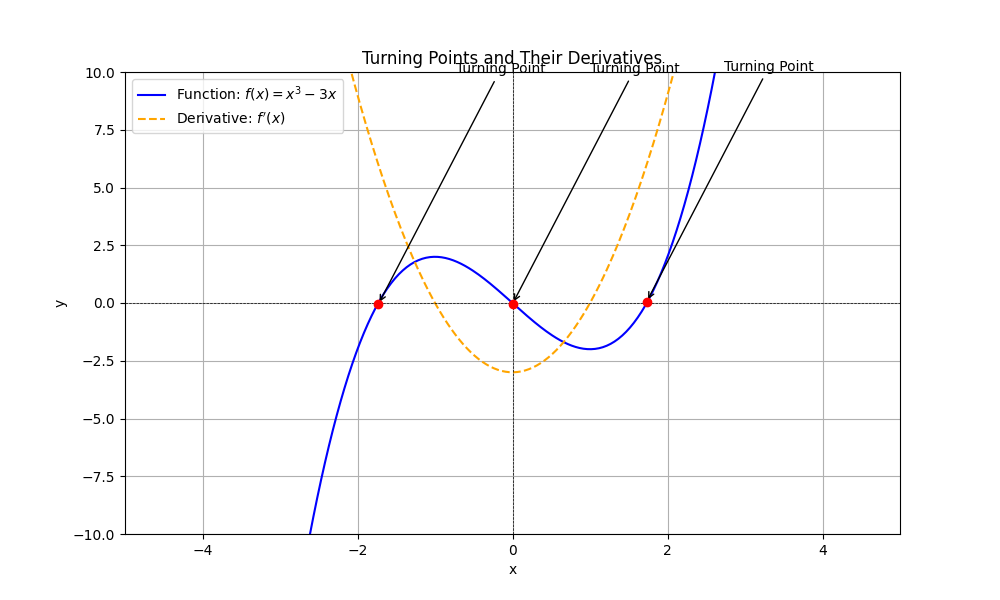 Turning Points and Their Derivatives
Turning Point
Turning Point
Turning Point
Function: $f(x) = x^3 − 3x$
Derivative: $f'(x)$
10.0
7.5
5.0
2.5
0.0
−2.5
−5.0
−7.5
−10.0
y
−4
−2
0
2
4
x